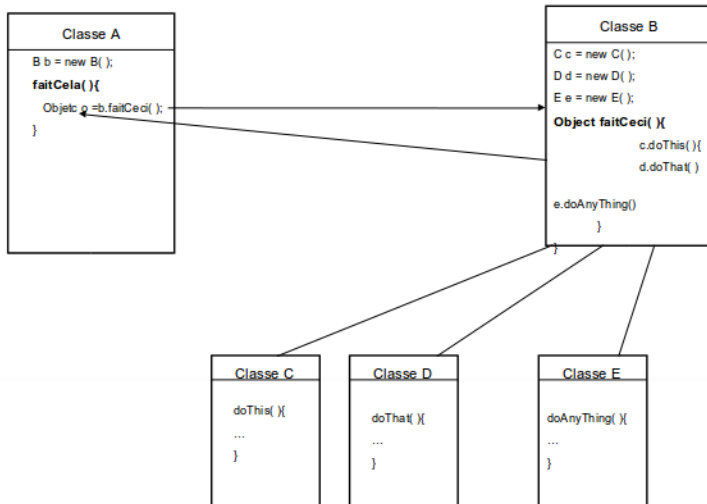 Classe A
B b = new B( );
faitCela( ){
Objetc o =b.faitCeci( );
}
Classe B
C c = new C( );
D d = new D( );
E e = new E( );
Object faitCeci( ){
c.doThis( ){
d.doThat( )
e.doAnyThing()
}
}
Classe C
doThis( ){
...
}
Classe D
doThat( ){
...
}
Classe E
doAnyThing( ){
...
}